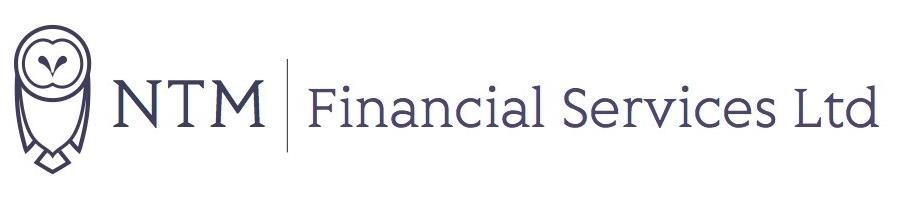 NTM Financial Services Ltd